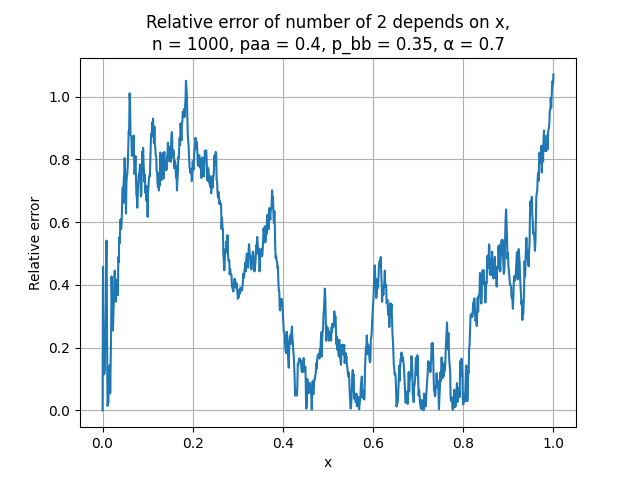 Relative error of number of 2 depends on x,
n = 1000, paa = 0.4, p_bb = 0.35, α = 0.7
1.0
0.8
0.6
0.4
0.2
0.0
Relative error
0.0 0.2 0.4 0.6 0.8 1.0
x